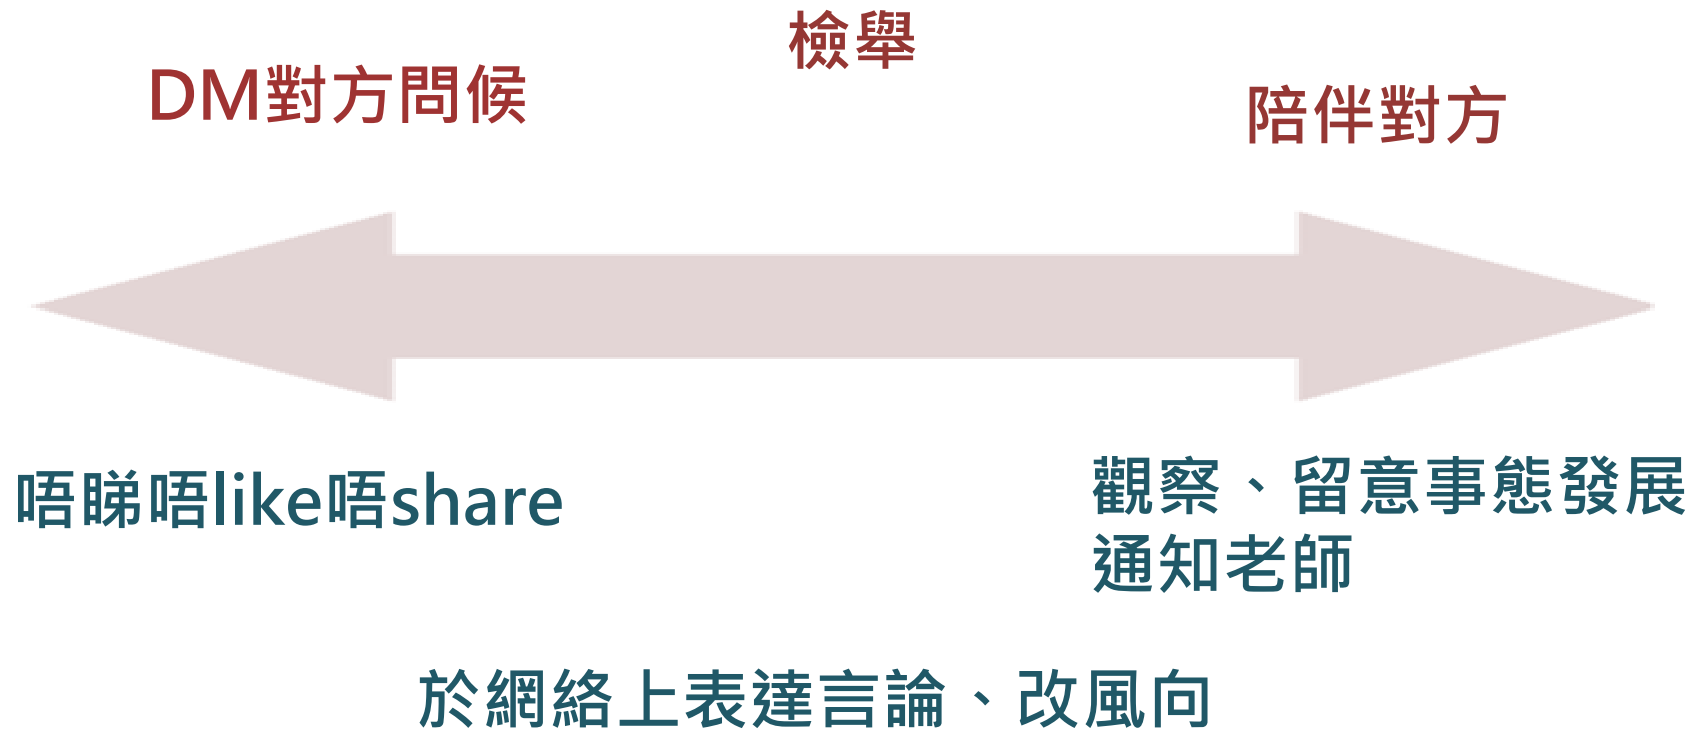 檢舉
DM對方問候
陪伴對方
唔睇唔like唔share
觀察、留意事態發展
通知老師
於網絡上表達言論、改風向